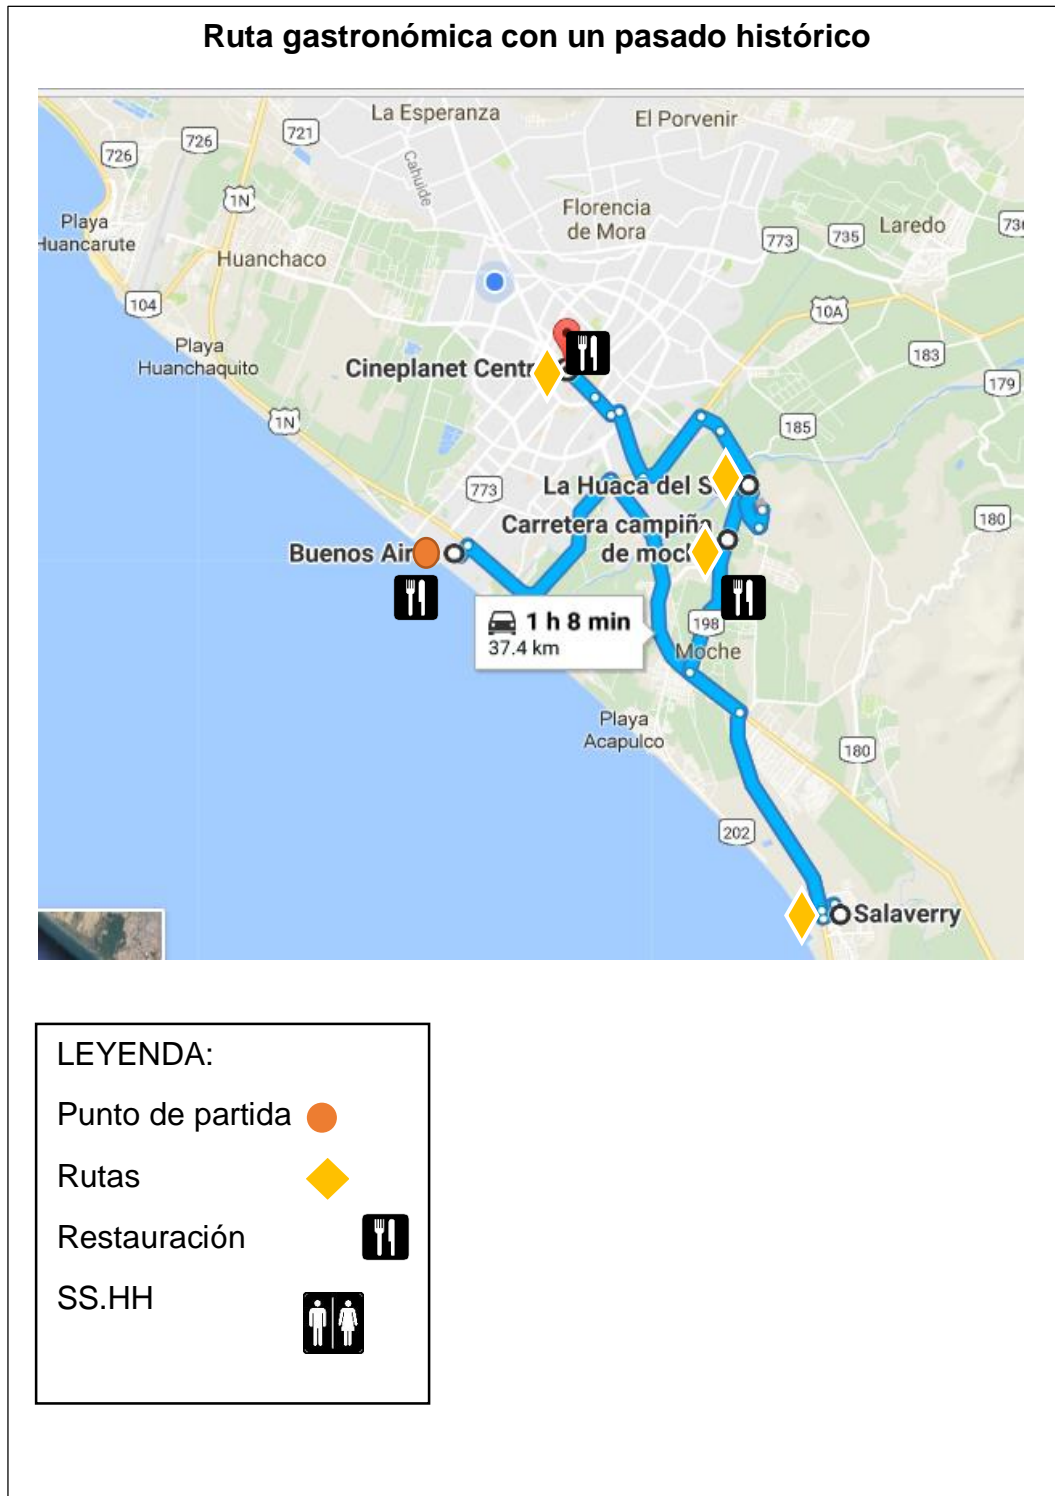 Ruta gastronómica con un pasado histórico
La Esperanza
El Porvenir
726
726
721
Cahuide
1N
Playa
Huancarute
Huanchaco
Florencia
de Mora
773
735
Laredo
104
10A
Playa
Huanchaquito
183
Cineplanet Centr
179
1N
185
773
La Huaca del S
180
Carretera campiña
de moch
Buenos Air
1 h 8 min
37.4 km
198
Moche
Playa
Acapulco
180
202
Salaverry
LEYENDA:
Punto de partida
Rutas
Restauración
SS.HH